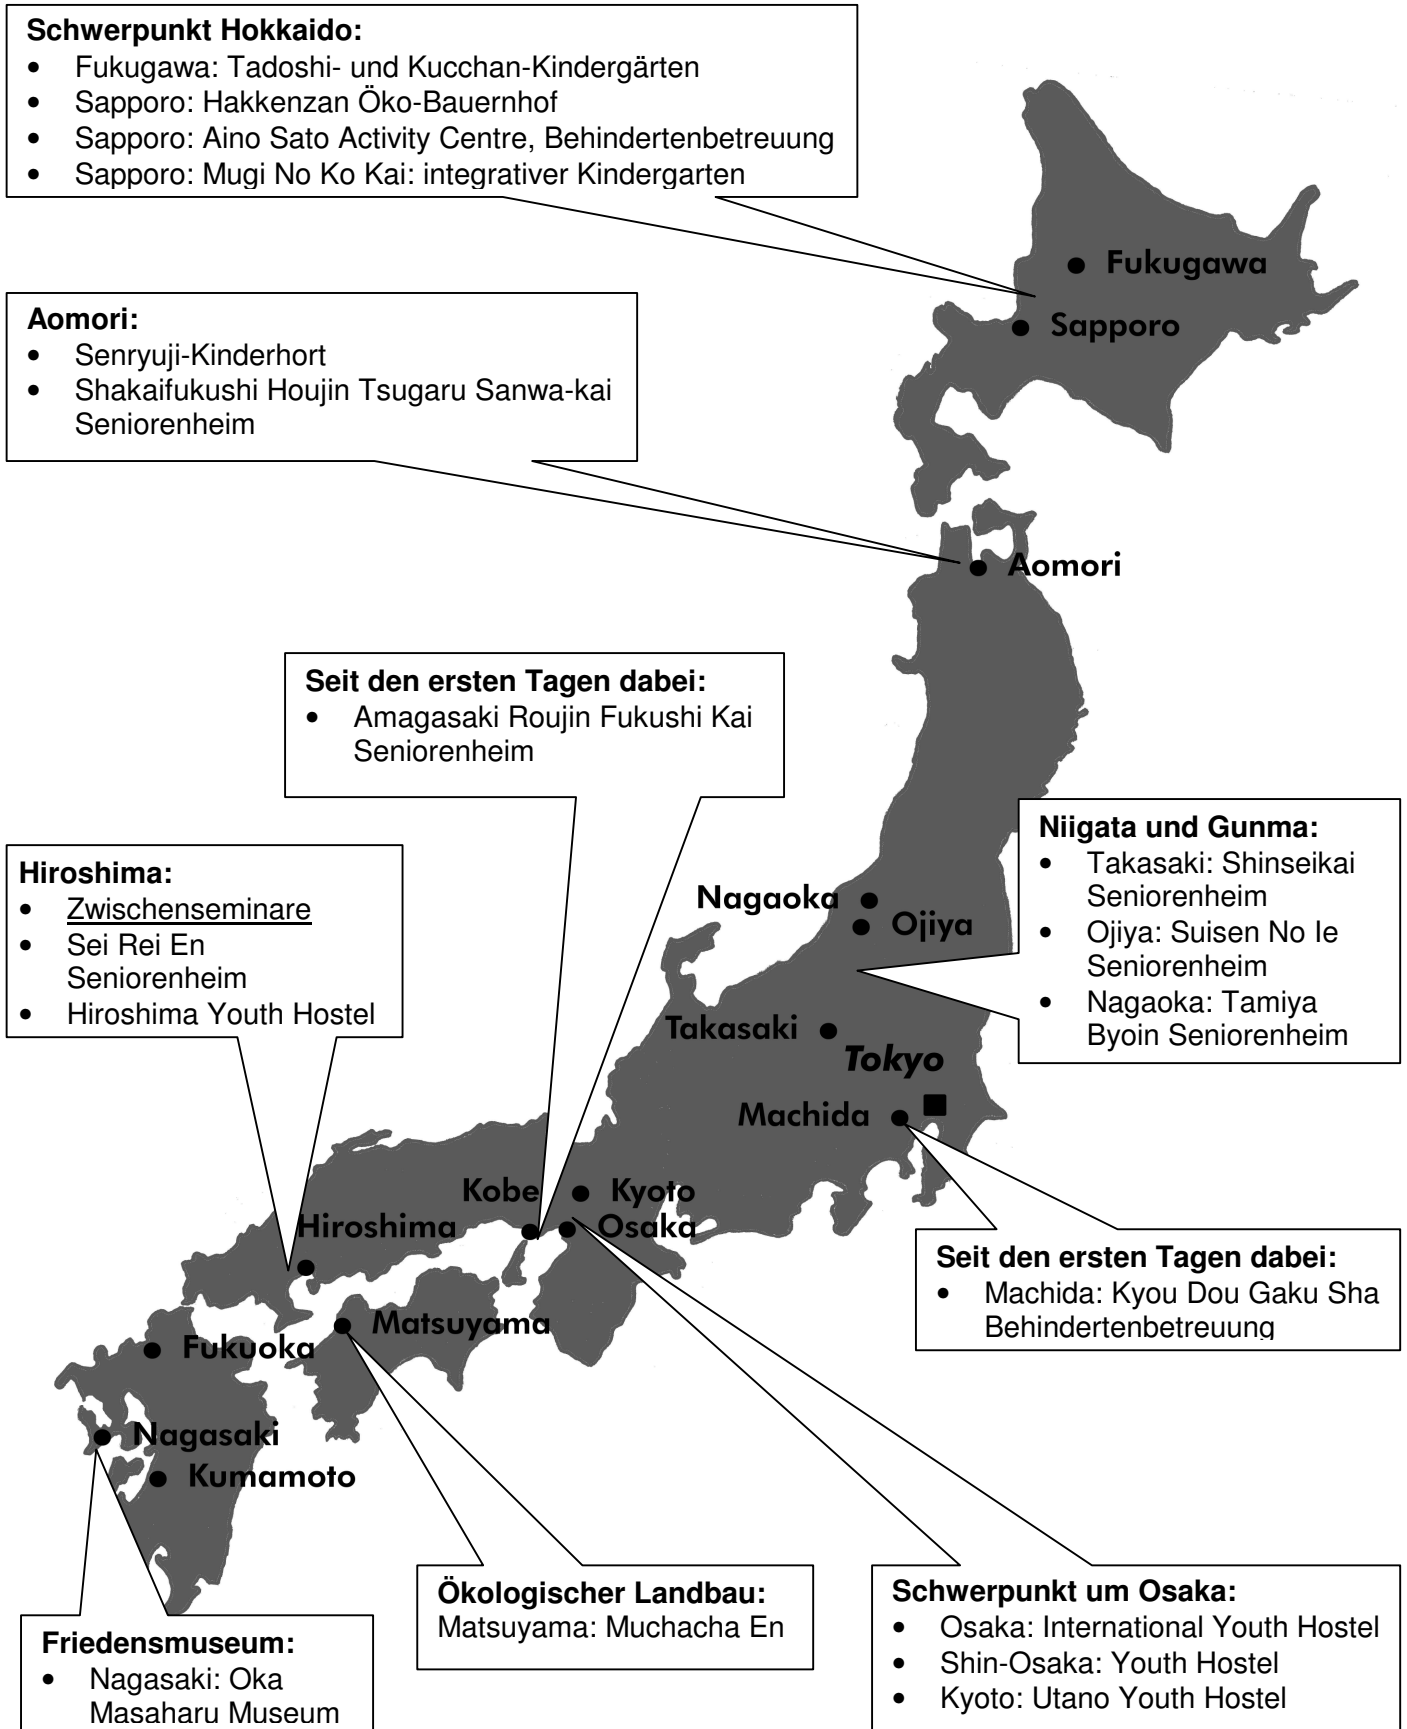 Schwerpunkt Hokkaido:
• Fukugawa: Tadoshi- und Kucchan-Kindergärten
• Sapporo: Hakkenzan Öko-Bauernhof
• Sapporo: Aino Sato Activity Centre, Behindertenbetreuung
• Sapporo: Mugi No Ko Kai: integrativer Kindergarten
Fukugawa
Sapporo
Aomori:
• Senryuji-Kinderhort
• Shakaifukushi Houjin Tsugaru Sanwa-kai
Seniorenheim
Aomori
Seit den ersten Tagen dabei:
• Amagasaki Roujin Fukushi Kai
Seniorenheim
Niigata und Gunma:
• Takasaki: Shinseikai
Seniorenheim
• Ojiya: Suisen No Ie
Seniorenheim
• Nagaoka: Tamiya
Byoin Seniorenheim
Hiroshima:
• Zwischenseminare
• Sei Rei En
Seniorenheim
• Hiroshima Youth Hostel
Nagaoka
Ojiya
Takasaki
Tokyo
Machida
Kobe
Kyoto
Hiroshima
Osaka
Matsuyama
Fukuoka
Nagasaki
Kumamoto
Seit den ersten Tagen dabei:
• Machida: Kyou Dou Gaku Sha
Behindertenbetreuung
Ökologischer Landbau:
Matsuyama: Muchacha En
Schwerpunkt um Osaka:
• Osaka: International Youth Hostel
• Shin-Osaka: Youth Hostel
• Kyoto: Utano Youth Hostel
Friedensmuseum:
• Nagasaki: Oka
Masaharu Museum